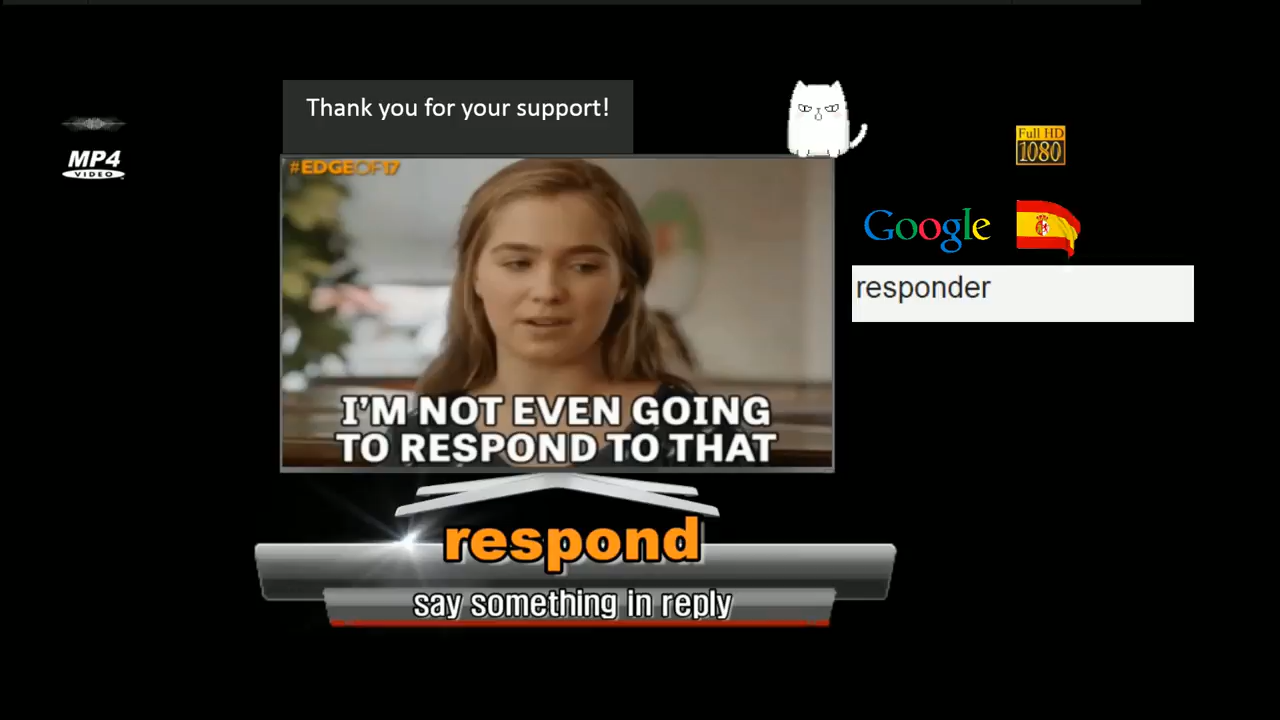 Thank you for your support!
MP4
VIDEO
Full HD
1080
#EDGEOF17
Google
responder
I'M NOT EVEN GOING
TO RESPOND TO THAT
respond
say something in reply